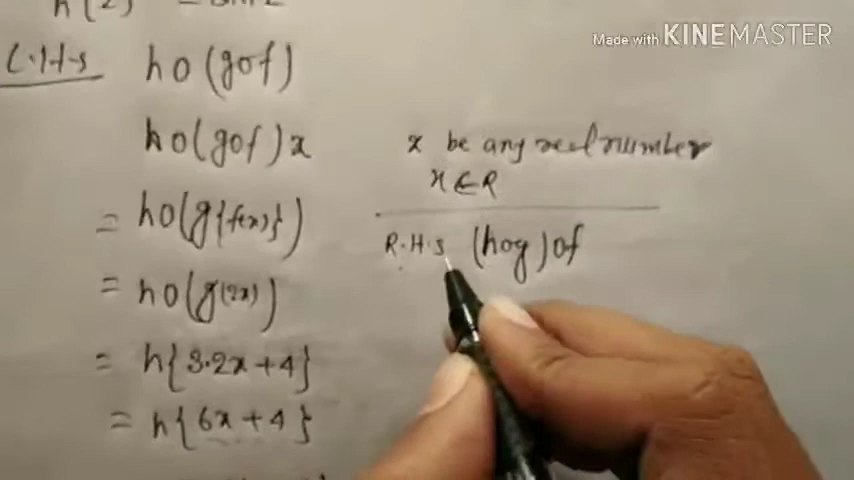 Made with KINEMASTER
h(z) = Sin z
L.H.S ho(gof)
ho(gof)x
= ho(g{f(x)})
= ho(g(2x))
= h{3.2x+4}
= h{6x+4}
x be any real number
x ∈ R
R.H.S (hog)of